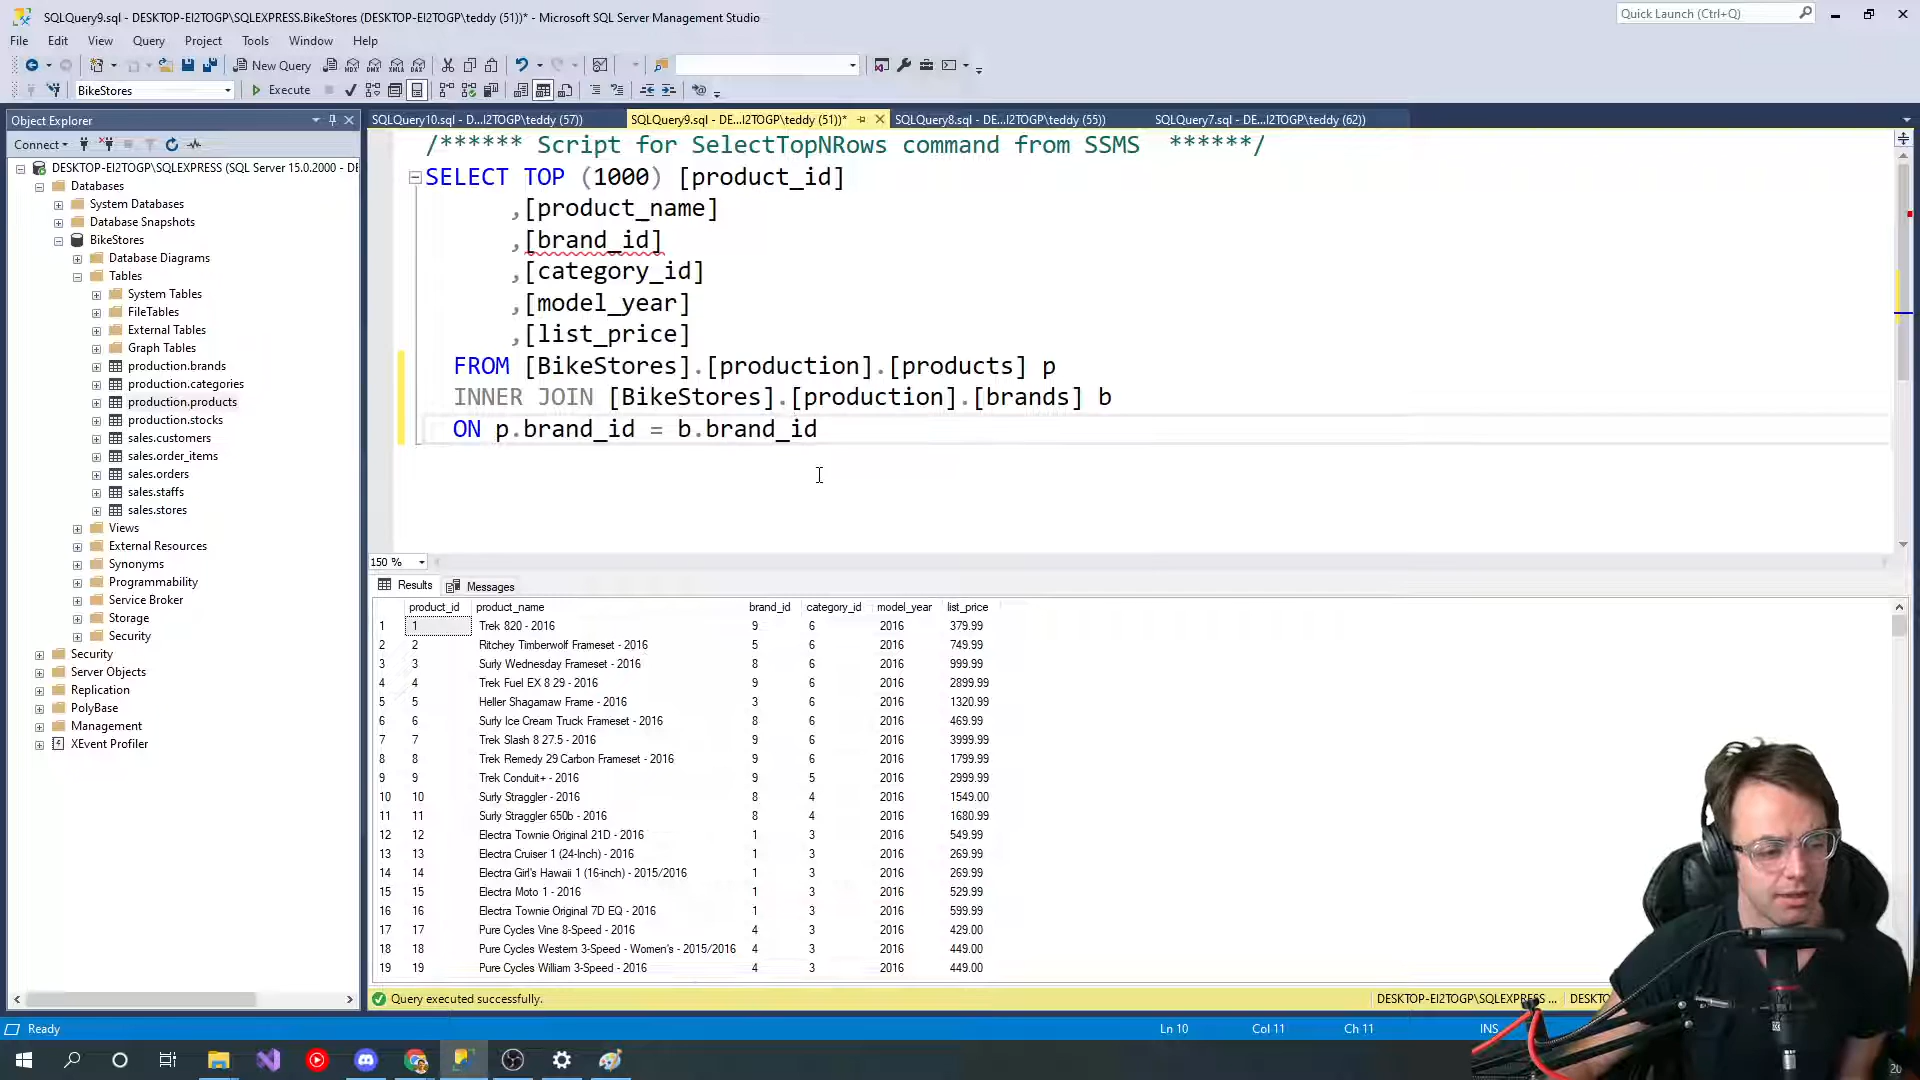 SQLQuery9.sql - DESKTOP-EI2TOGP\SQLEXPRESS.BikeStores (DESKTOP-EI2TOGP\teddy (51))* - Microsoft SQL Server Management Studio
Quick Launch (Ctrl+Q)
File Edit View Query Project Tools Window Help
New Query
BikeStores
Execute
Object Explorer
Connect
DESKTOP-EI2TOGP\SQLEXPRESS (SQL Server 15.0.2000 - DE
Databases
System Databases
Database Snapshots
BikeStores
Database Diagrams
Tables
System Tables
FileTables
External Tables
Graph Tables
production.brands
production.categories
production.products
production.stocks
sales.customers
sales.order_items
sales.orders
sales.staffs
sales.stores
Views
External Resources
Synonyms
Programmability
Service Broker
Storage
Security
Security
Server Objects
Replication
PolyBase
Management
XEvent Profiler
SQLQuery10.sql - D...I2TOGP\teddy (57))
SQLQuery9.sql - DE...I2TOGP\teddy (51))*
SQLQuery8.sql - DE...I2TOGP\teddy (55))
SQLQuery7.sql - DE...I2TOGP\teddy (62))
/****** Script for SelectTopNRows command from SSMS ******/
SELECT TOP (1000) [product_id]
,[product_name]
,[brand_id]
,[category_id]
,[model_year]
,[list_price]
FROM [BikeStores].[production].[products] p
INNER JOIN [BikeStores].[production].[brands] b
ON p.brand_id = b.brand_id
150 %
Results Messages
product_id product_name brand_id category_id model_year list_price
1 1 Trek 820 - 2016 9 6 2016 379.99
2 2 Ritchey Timberwolf Frameset - 2016 5 6 2016 749.99
3 3 Surly Wednesday Frameset - 2016 8 6 2016 999.99
4 4 Trek Fuel EX 8 29 - 2016 9 6 2016 2899.99
5 5 Heller Shagamaw Frame - 2016 3 6 2016 1320.99
6 6 Surly Ice Cream Truck Frameset - 2016 8 6 2016 469.99
7 7 Trek Slash 8 27.5 - 2016 9 6 2016 3999.99
8 8 Trek Remedy 29 Carbon Frameset - 2016 9 6 2016 1799.99
9 9 Trek Conduit+ - 2016 9 5 2016 2999.99
10 10 Surly Straggler - 2016 8 4 2016 1549.00
11 11 Surly Straggler 650b - 2016 8 4 2016 1680.99
12 12 Electra Townie Original 21D - 2016 1 3 2016 549.99
13 13 Electra Cruiser 1 (24-Inch) - 2016 1 3 2016 269.99
14 14 Electra Girl's Hawaii 1 (16-inch) - 2015/2016 1 3 2016 269.99
15 15 Electra Moto 1 - 2016 1 3 2016 529.99
16 16 Electra Townie Original 7D EQ - 2016 1 3 2016 599.99
17 17 Pure Cycles Vine 8-Speed - 2016 4 3 2016 429.00
18 18 Pure Cycles Western 3-Speed - Women's - 2015/2016 4 3 2016 449.00
19 19 Pure Cycles William 3-Speed - 2016 4 3 2016 449.00
Query executed successfully.
DESKTOP-EI2TOGP\SQLEXPRESS ...
DESKTO
Ready
Ln 10
Col 11
Ch 11
INS
20